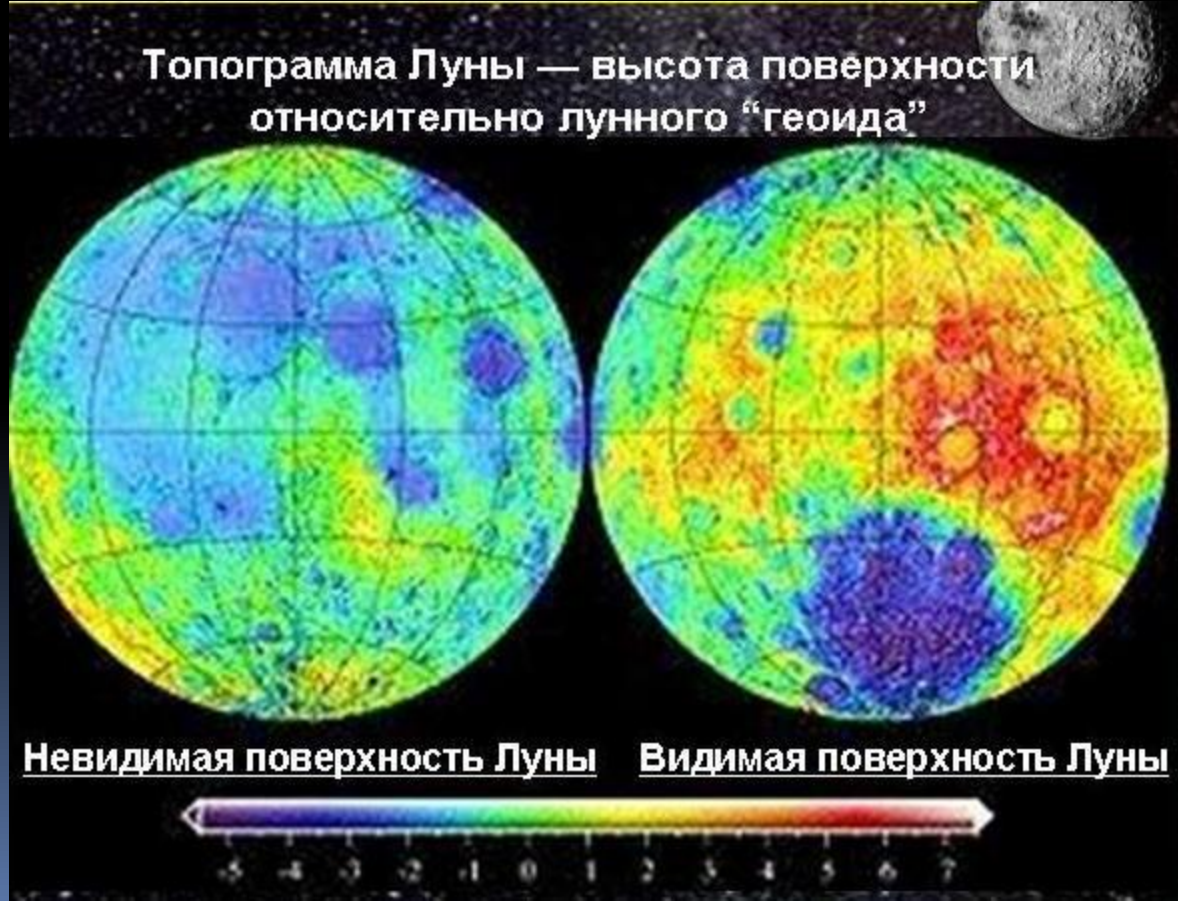 Топограмма Луны — высота поверхности
относительно лунного “геоида”
Невидимая поверхность Луны Видимая поверхность Луны
-5 -4 -3 -2 -1 0 1 2 3 4 5 6 7